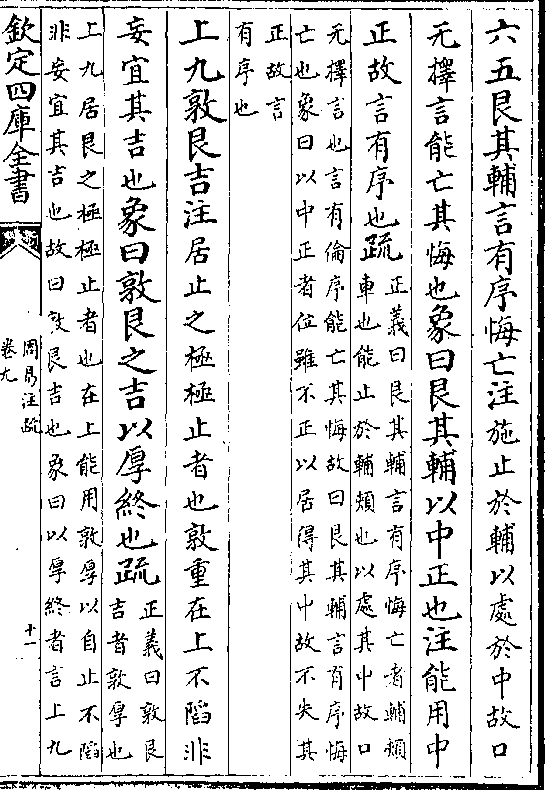 六五艮其輔言有序悔亡注施止於輔以處於中故口
无擇言能亡其悔也象曰艮其輔以中正也注能用中
正故言有序也疏
正義曰艮其輔言有序悔亡者輔頰
車也能止於輔頰也以處其中故口
无擇言也言有倫序能亡其悔故曰艮其輔言有序悔
亡也象曰以中正者位雖不正以居得其中故不失其
正故言
有序也
上九敦艮吉注居止之極極止者也敦重在上不陷非
妄宜其吉也象曰敦艮之吉以厚終也疏
正義曰敦艮
吉者敦厚也
上九居艮之極極止者也在上能用敦厚以自止不陷
非妄宜其吉也故曰敦艮吉也象曰以厚終者言上九
欽定四庫全書
周易注疏
卷九
十一